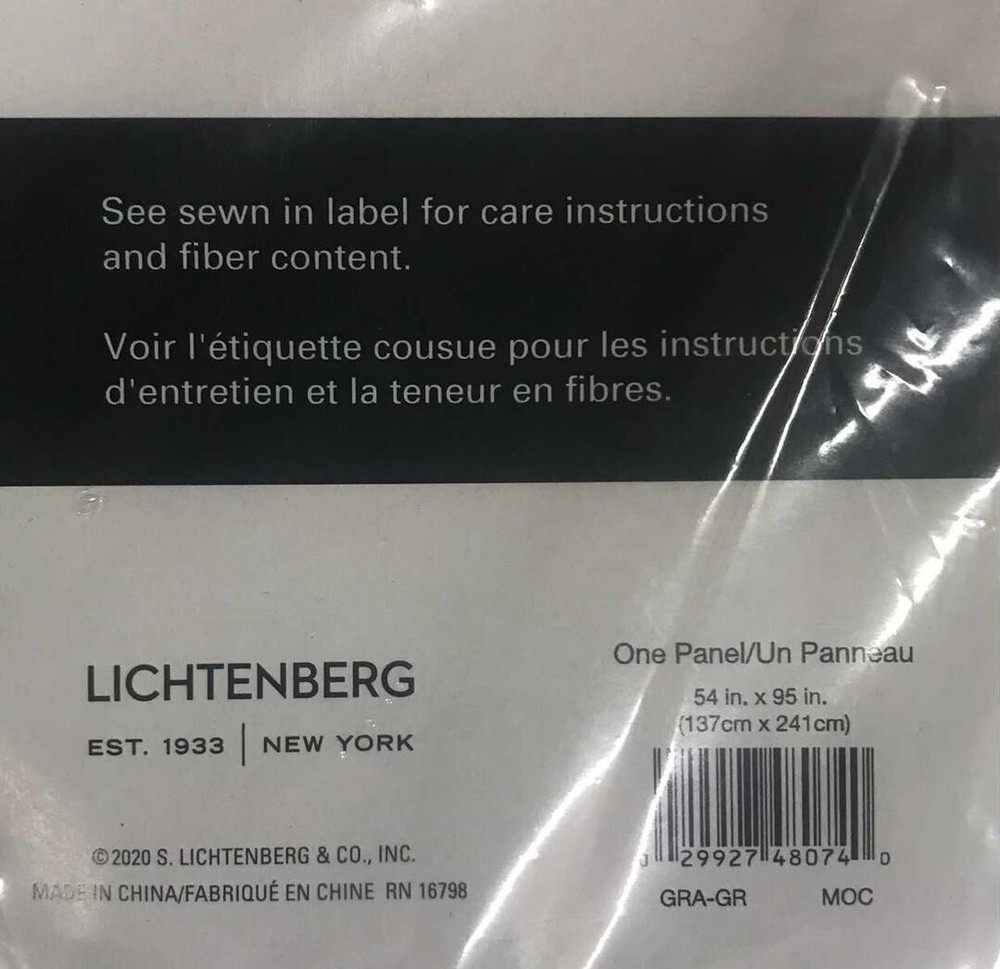 See sewn in label for care instructions
and fiber content.
Voir l'étiquette cousue pour les instructions
d'entretien et la teneur en fibres.
LICHTENBERG
EST. 1933 | NEW YORK
©2020 S. LICHTENBERG & CO., INC.
MADE IN CHINA/FABRIQUÉ EN CHINE RN 16798
One Panel/Un Panneau
54 in. x 95 in.
(137cm x 241cm)
29927 48074 0
GRA-GR MOC